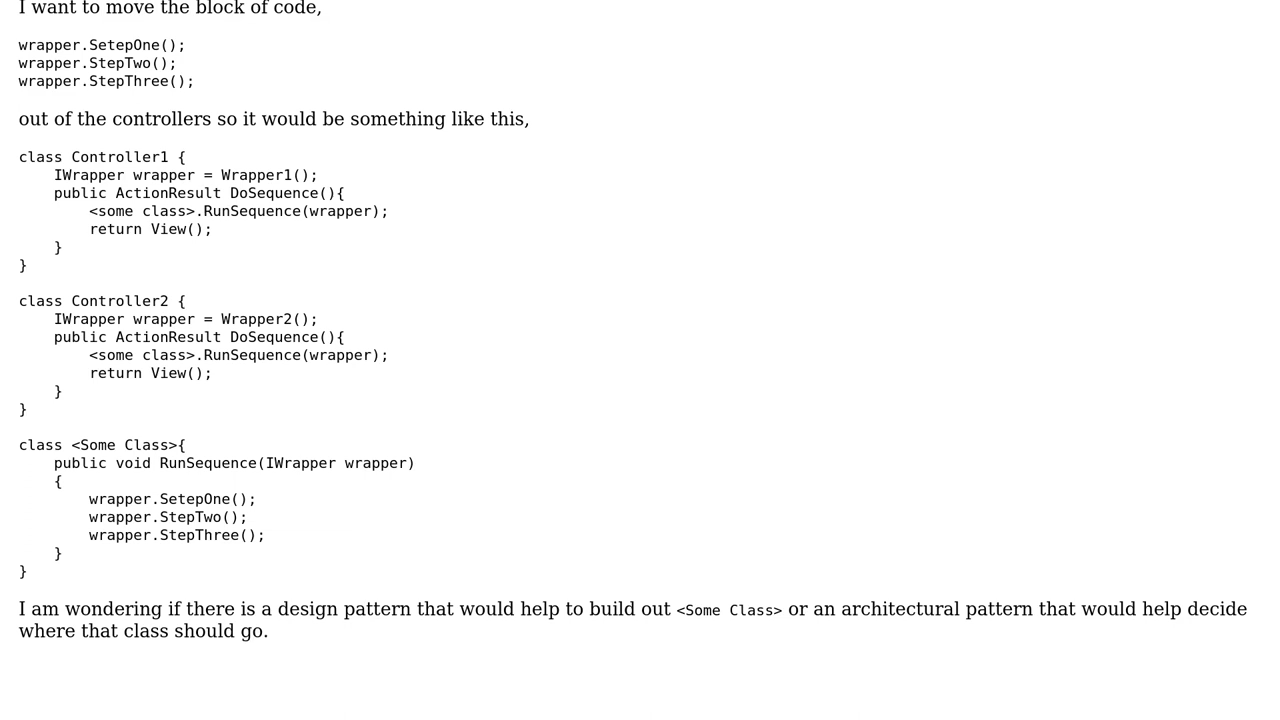 I want to move the block of code,
wrapper.SetepOne();
wrapper.StepTwo();
wrapper.StepThree();
out of the controllers so it would be something like this,
class Controller1 {
    IWrapper wrapper = Wrapper1();
    public ActionResult DoSequence(){
        <some class>.RunSequence(wrapper);
        return View();
    }
}
class Controller2 {
    IWrapper wrapper = Wrapper2();
    public ActionResult DoSequence(){
        <some class>.RunSequence(wrapper);
        return View();
    }
}
class <Some Class>{
    public void RunSequence(IWrapper wrapper)
    {
        wrapper.SetepOne();
        wrapper.StepTwo();
        wrapper.StepThree();
    }
}
I am wondering if there is a design pattern that would help to build out <Some Class> or an architectural pattern that would help decide
where that class should go.